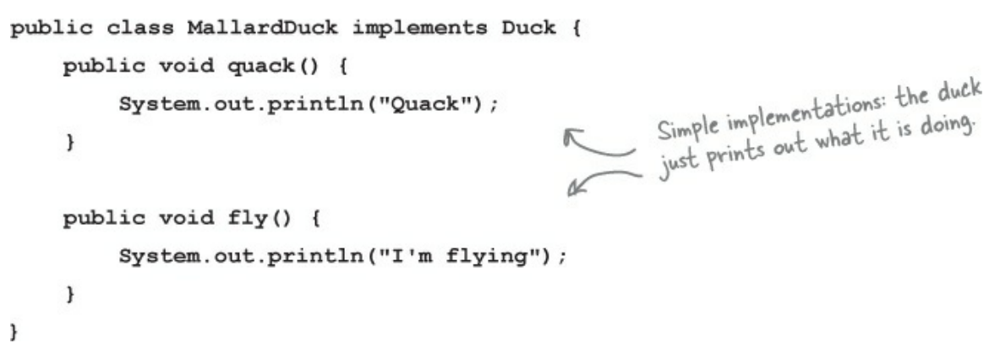 public class MallardDuck implements Duck {
public void quack() {
System.out.println("Quack");
}
Simple implementations: the duck
just prints out what it is doing.
public void fly() {
System.out.println("I'm flying");
}
}